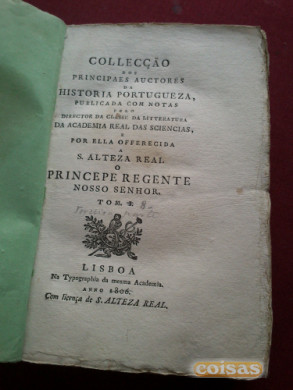 COLLECÇÃO
DOS
PRINCIPAES AUCTORES
DA
HISTORIA PORTUGUEZA,
PUBLICADA COM NOTAS
PELO
DIRECTOR DA CLASSE DA LITTERATURA
DA ACADEMIA REAL DAS SCIENCIAS,
E
POR ELLA OFFERECIDA
A
S. ALTEZA REAL
O
PRINCEPE REGENTE
NOSSO SENHOR.
TOM.
LISBOA
Na Typographia da mesma Academia.
ANNO 1806.
Com licença de S. ALTEZA REAL.
coisas